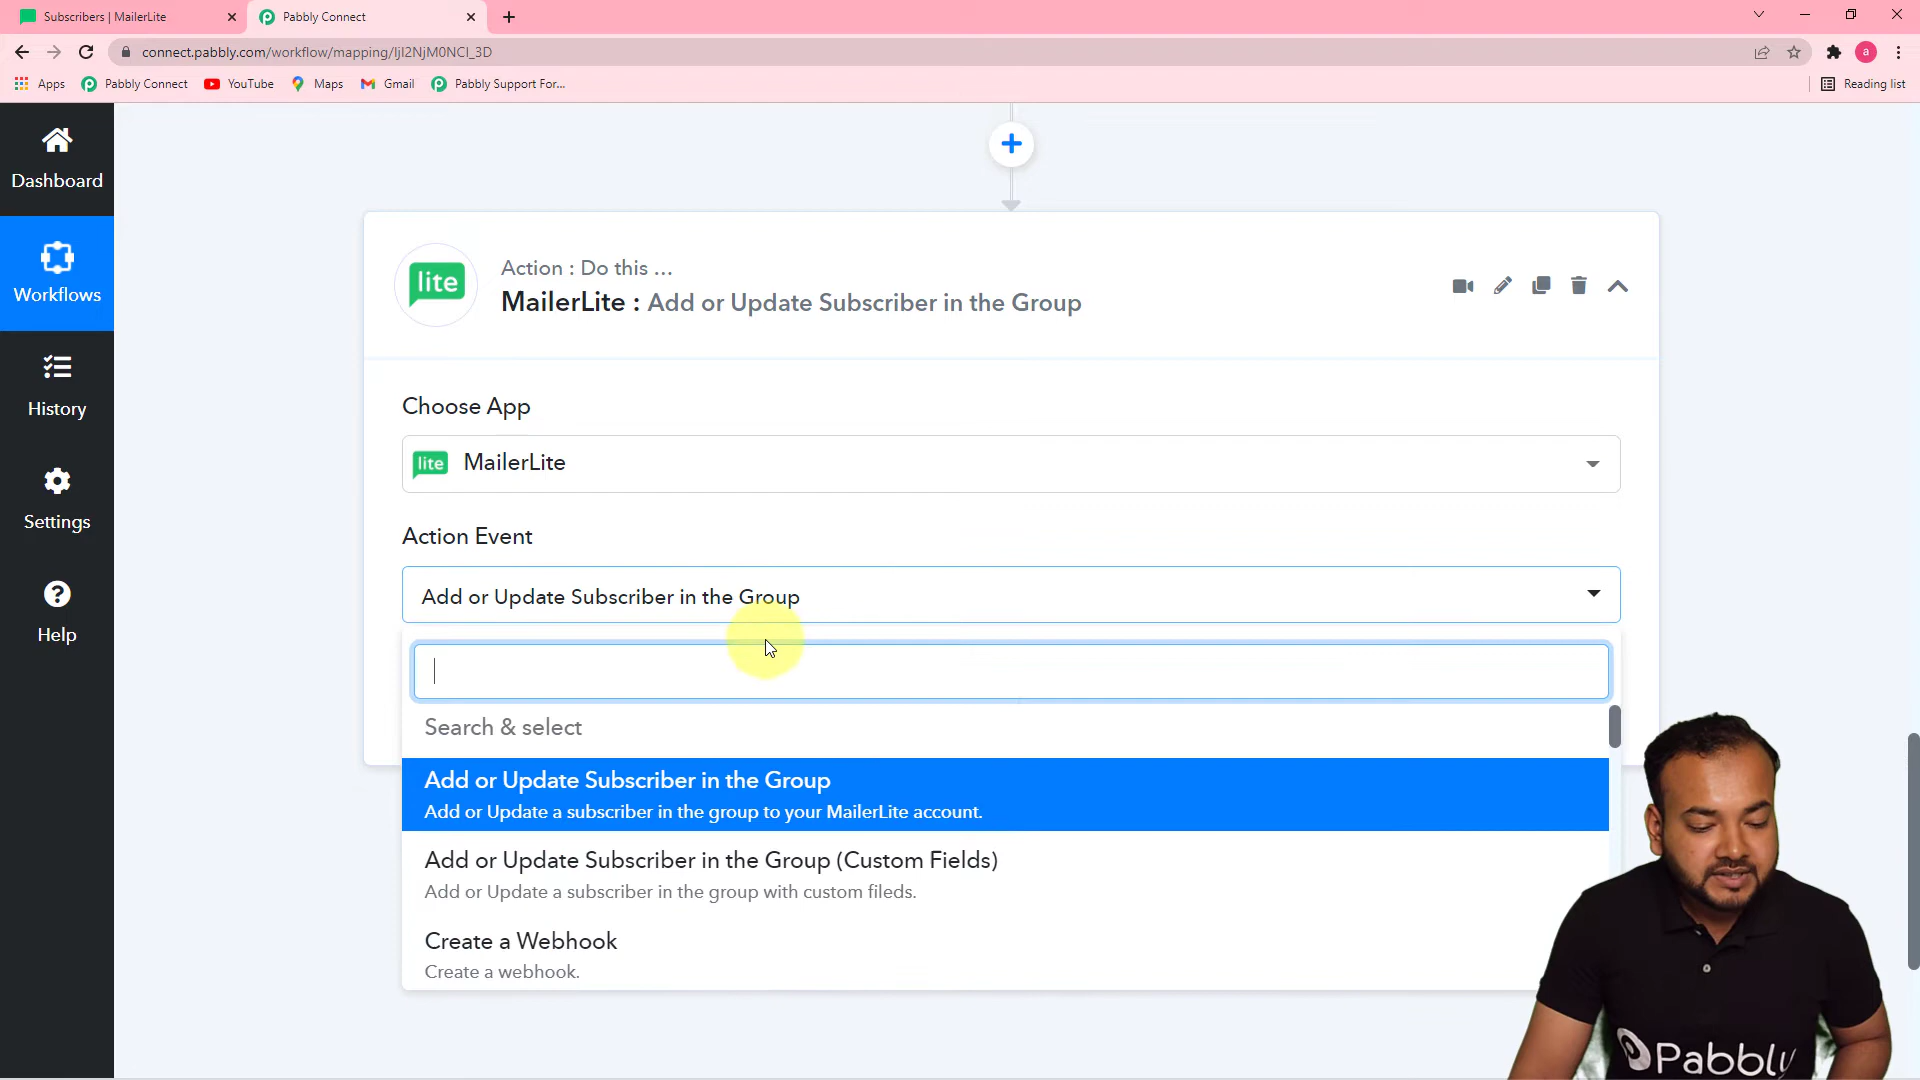 Subscribers | MailerLite
Pabbly Connect
connect.pabbly.com/workflow/mapping/IjI2NjM0NCI_3D
a
Apps
Pabbly Connect
YouTube
Maps
Gmail
Pabbly Support For...
Reading list
Dashboard
Workflows
History
Settings
Help
lite
Action : Do this ...
MailerLite : Add or Update Subscriber in the Group
Choose App
lite MailerLite
Action Event
Add or Update Subscriber in the Group
Search & select
Add or Update Subscriber in the Group
Add or Update a subscriber in the group to your MailerLite account.
Add or Update Subscriber in the Group (Custom Fields)
Add or Update a subscriber in the group with custom fileds.
Create a Webhook
Create a webhook.
Pabbly